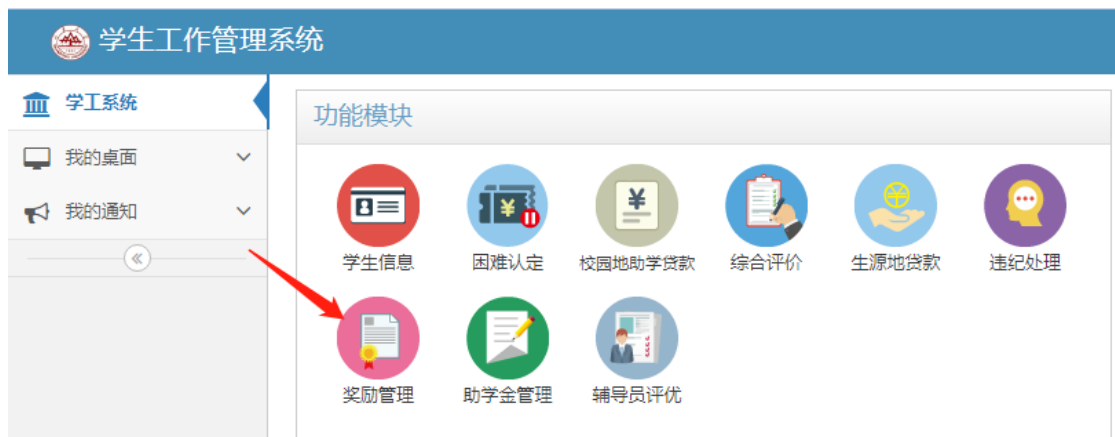 学生工作管理系统
学工系统
我的桌面
我的通知
功能模块
学生信息
困难认定
校园地助学贷款
综合评价
生源地贷款
违纪处理
奖励管理
助学金管理
辅导员评优